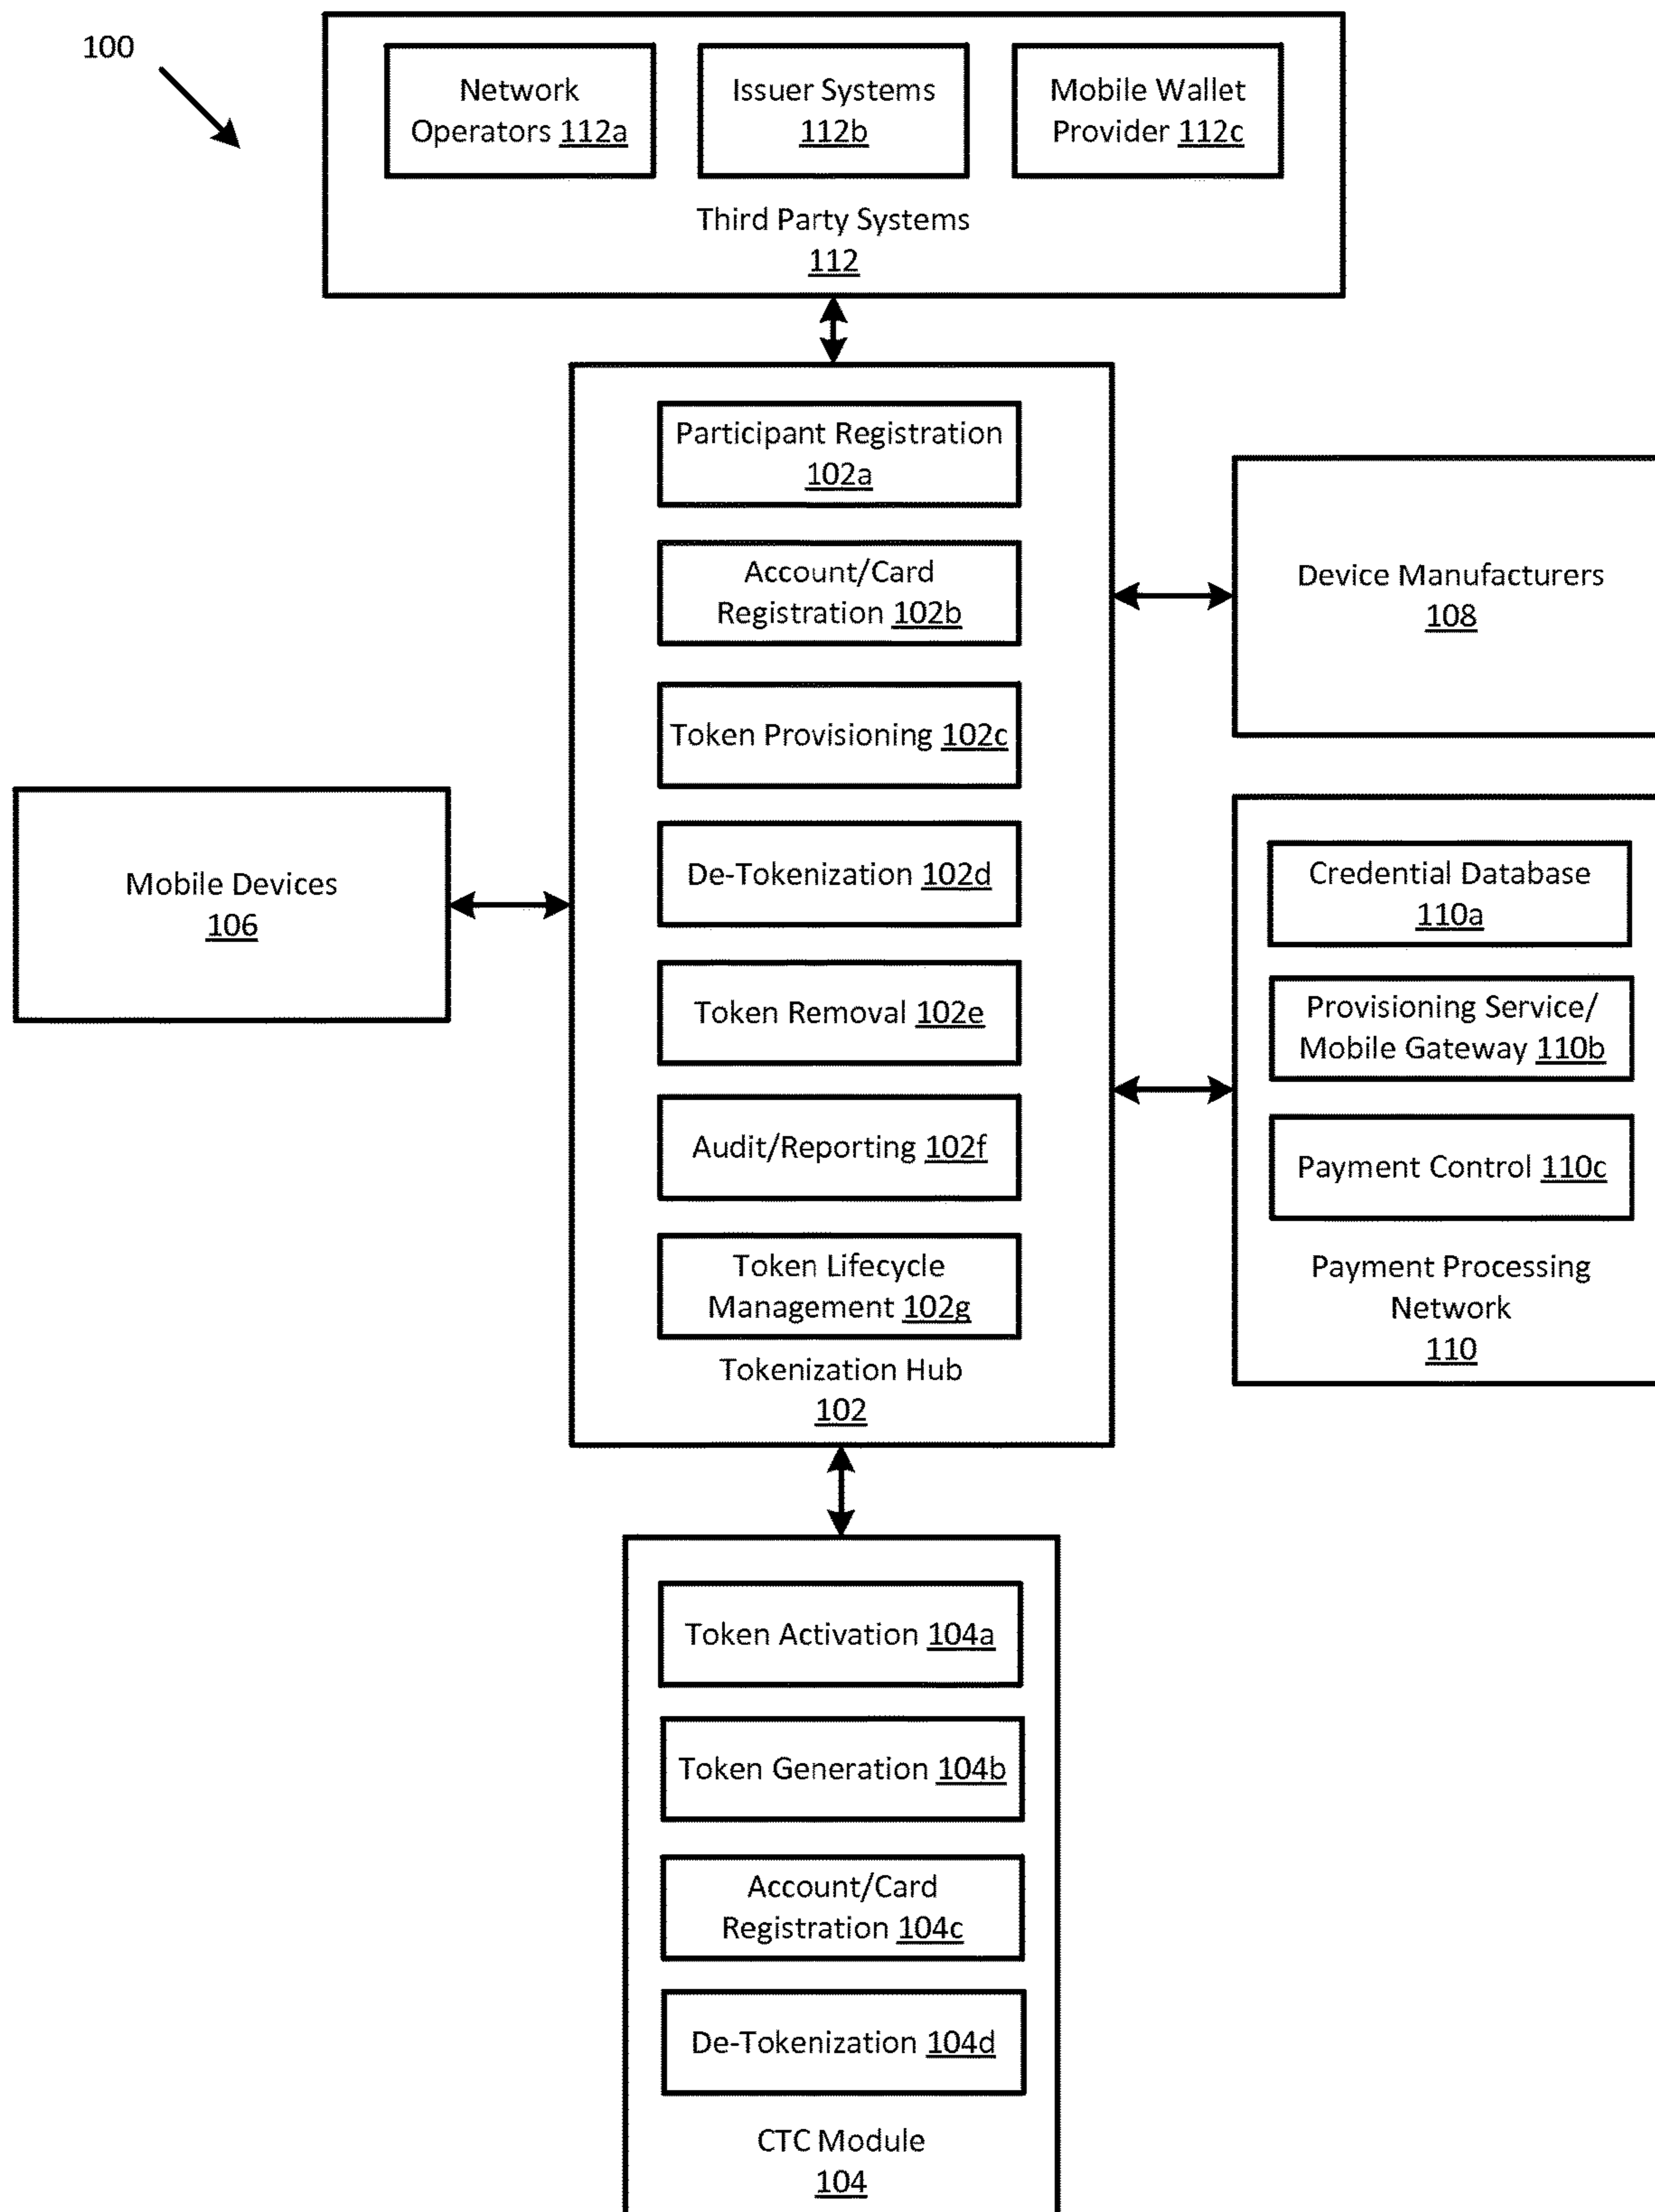 100
Network
Operators 112a
Issuer Systems
112b
Mobile Wallet
Provider 112c
Third Party Systems
112
Participant Registration
102a
Account/Card
Registration 102b
Token Provisioning 102c
De-Tokenization 102d
Token Removal 102e
Audit/Reporting 102f
Token Lifecycle
Management 102g
Tokenization Hub
102
Mobile Devices
106
Device Manufacturers
108
Credential Database
110a
Provisioning Service/
Mobile Gateway 110b
Payment Control 110c
Payment Processing
Network
110
Token Activation 104a
Token Generation 104b
Account/Card
Registration 104c
De-Tokenization 104d
CTC Module
104